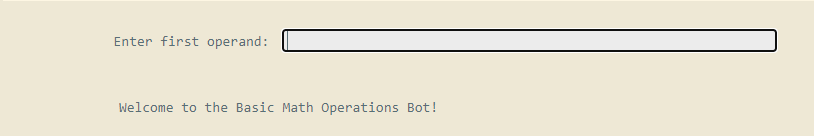 Enter first operand:
Welcome to the Basic Math Operations Bot!